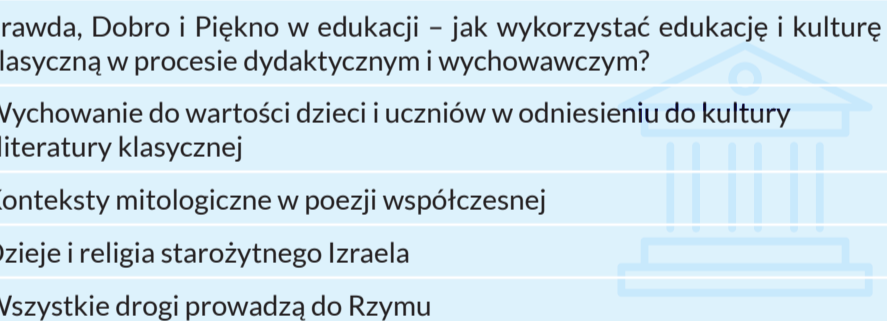 rawda, Dobro i Piękno w edukacji – jak wykorzystać edukację i kulturę
lasyczną w procesie dydaktycznym i wychowawczym?
Wychowanie do wartości dzieci i uczniów w odniesieniu do kultury
literatury klasycznej
Konteksty mitologiczne w poezji współczesnej
Dzieje i religia starożytnego Izraela
Wszystkie drogi prowadzą do Rzymu